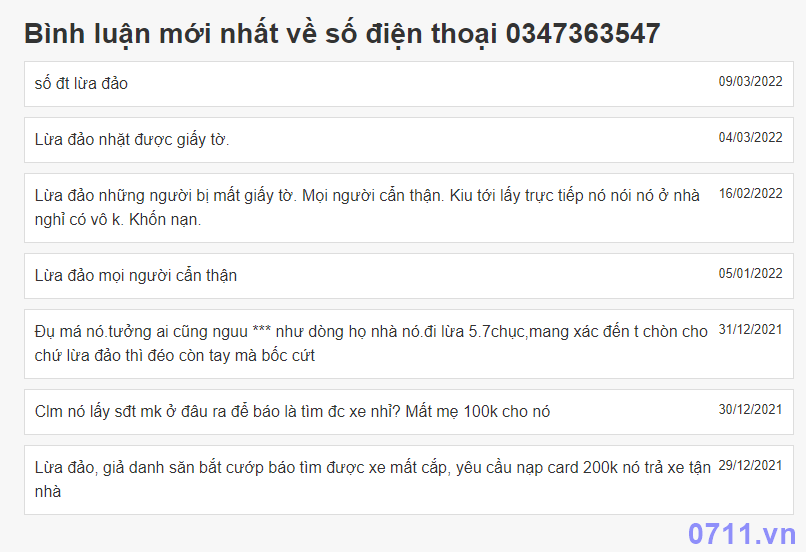 Bình luận mới nhất về số điện thoại 0347363547
số đt lừa đảo 09/03/2022
Lừa đảo nhặt được giấy tờ. 04/03/2022
Lừa đảo những người bị mất giấy tờ. Mọi người cẩn thận. Kiu tới lấy trực tiếp nó nói nó ở nhà 16/02/2022
nghỉ có vô k. Khốn nạn.
Lừa đảo mọi người cẩn thận 05/01/2022
Đụ má nó.tưởng ai cũng nguu *** như dòng họ nhà nó.đi lừa 5.7chục,mang xác đến t chòn cho 31/12/2021
chứ lừa đảo thì đéo còn tay mà bốc cứt
Clm nó lấy sđt mk ở đâu ra để báo là tìm đc xe nhỉ? Mất mẹ 100k cho nó 30/12/2021
Lừa đảo, giả danh săn bắt cướp báo tìm được xe mất cắp, yêu cầu nạp card 200k nó trả xe tận 29/12/2021
nhà
0711.vn